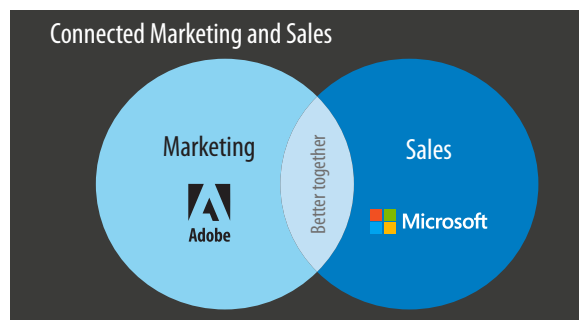 Connected Marketing and Sales
Marketing
Adobe
Better together
Sales
Microsoft